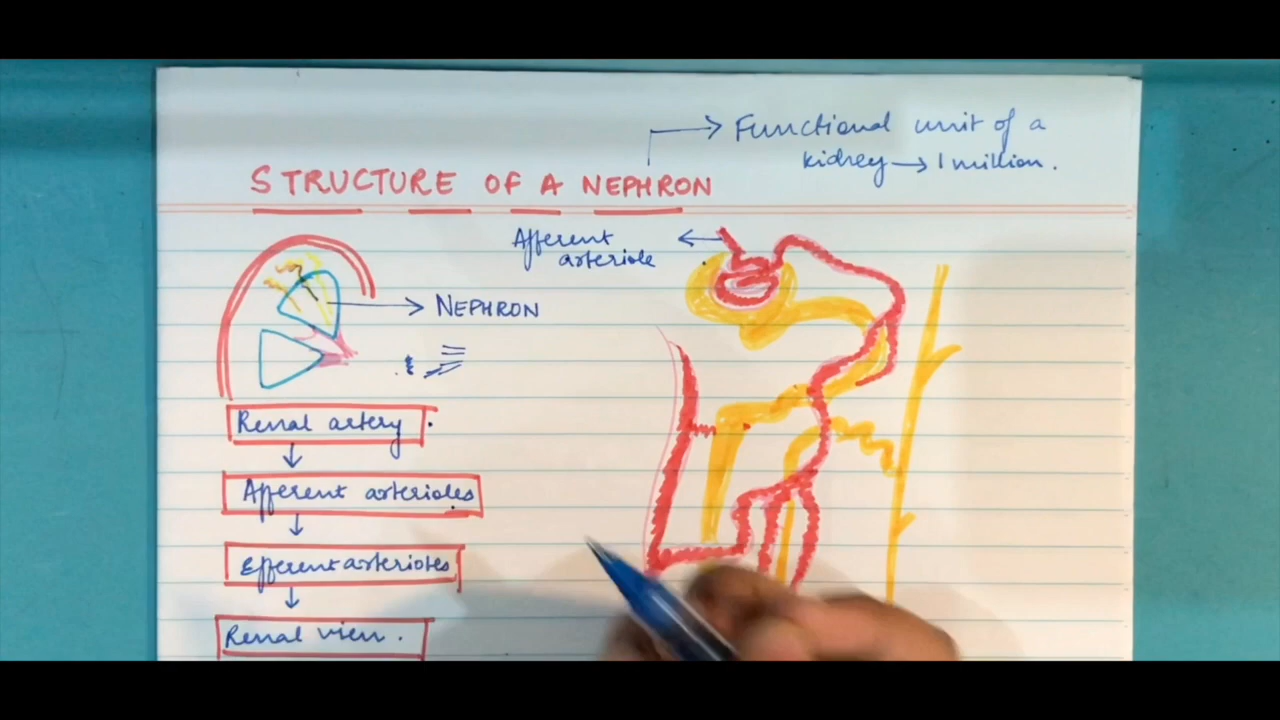 Functional unit of a
kidney → 1 million.
STRUCTURE OF A NEPHRON
Afferent
arteriole
NEPHRON
Renal artery.
Afferent arterioles
Efferent arterioles
Renal vien.